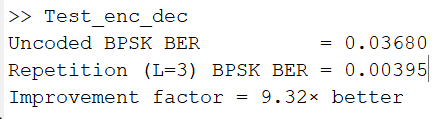 >> Test_enc_dec
Uncoded BPSK BER = 0.03680
Repetition (L=3) BPSK BER = 0.00395
Improvement factor = 9.32× better